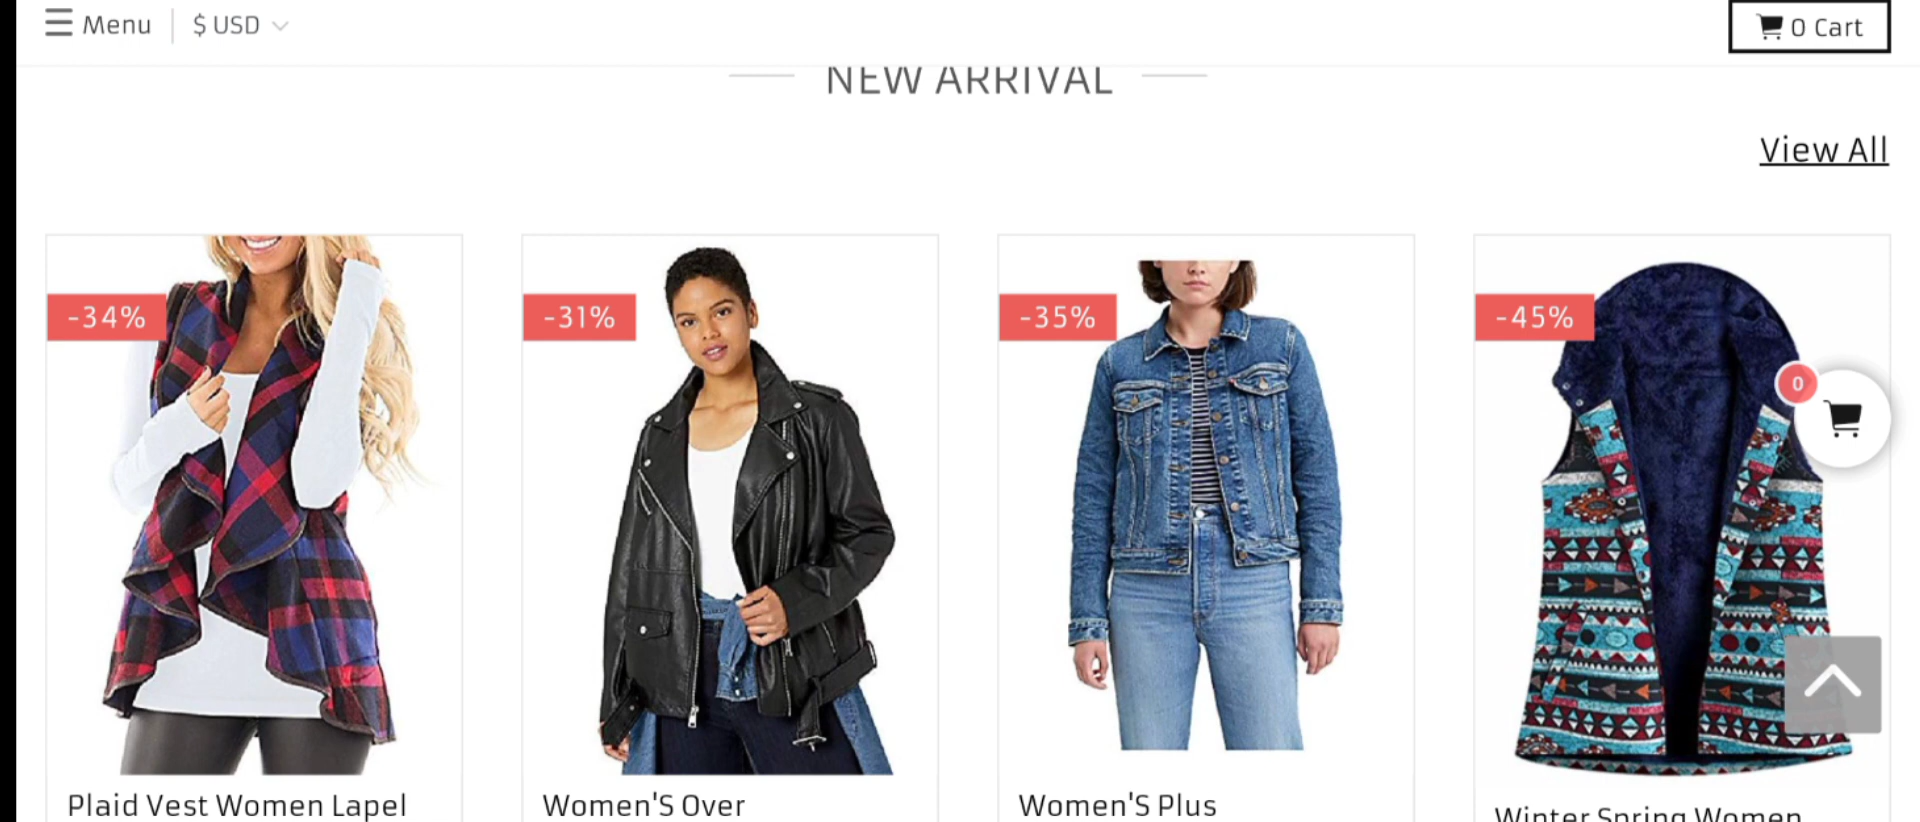 Menu $ USD 0 Cart
NEW ARRIVAL
View All
-34% -31% -35% -45%
0
Plaid Vest Women Lapel Women'S Over Women'S Plus Winter Spring Women